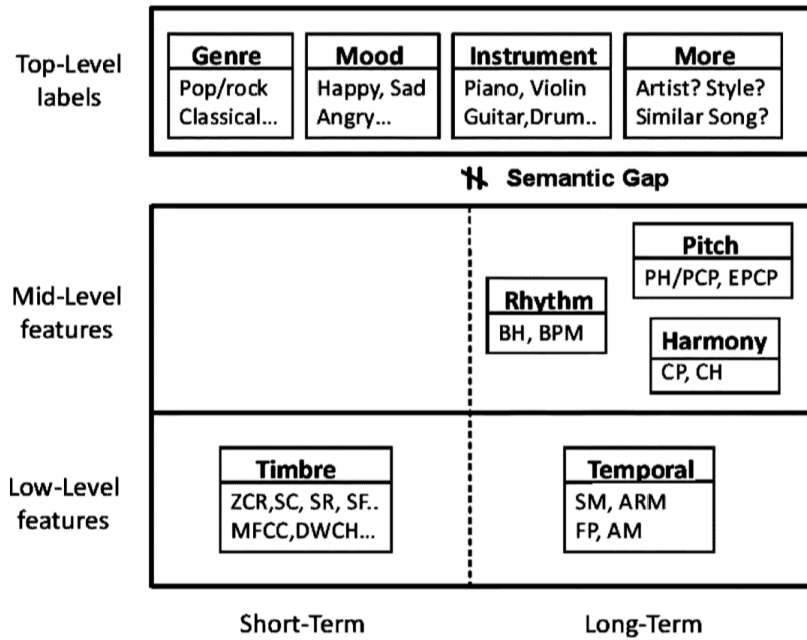 Top-Level
labels
Genre
Pop/rock
Classical...
Mood
Happy, Sad
Angry...
Instrument
Piano, Violin
Guitar,Drum..
More
Artist? Style?
Similar Song?
Semantic Gap
Mid-Level
features
Pitch
PH/PCP, EPCP
Rhythm
BH, BPM
Harmony
CP, CH
Low-Level
features
Timbre
ZCR,SC, SR, SF..
MFCC,DWCH...
Temporal
SM, ARM
FP, AM
Short-Term
Long-Term